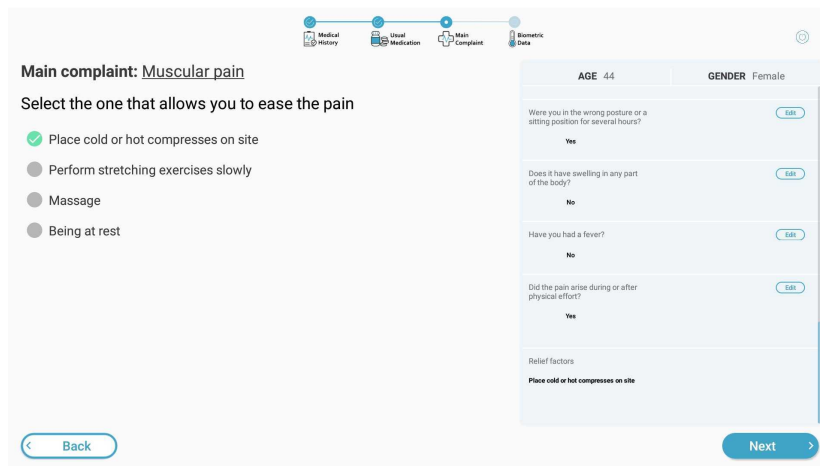 Medical
History
Usual
Medication
Main
Complaint
Biometric
Data
Main complaint: Muscular pain
Select the one that allows you to ease the pain
Place cold or hot compresses on site
Perform stretching exercises slowly
Massage
Being at rest
AGE 44 GENDER Female
Were you in the wrong posture or a
sitting position for several hours?
Edit
Yes
Does it have swelling in any part
of the body?
Edit
No
Have you had a fever?
Edit
No
Did the pain arise during or after
physical effort?
Edit
Yes
Relief factors
Place cold or hot compresses on site
Back
Next